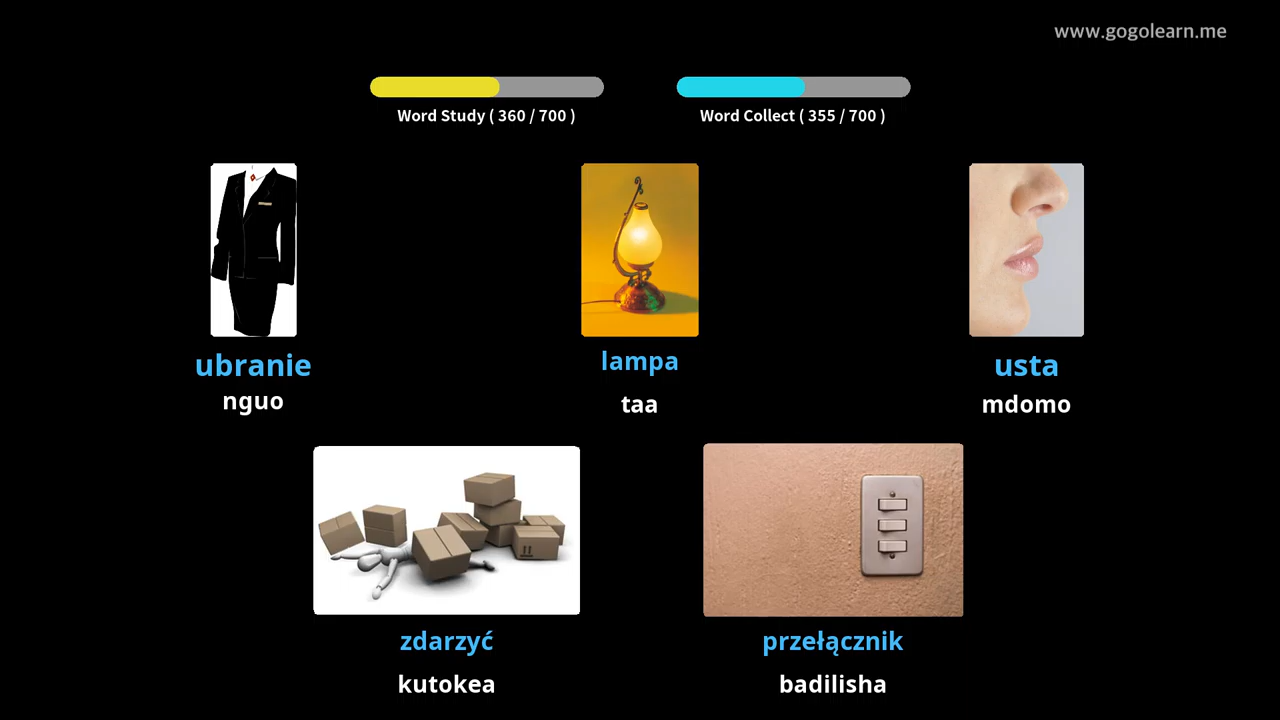 www.gogolearn.me
Word Study ( 360 / 700 )
Word Collect ( 355 / 700 )
ubranie
nguo
lampa
taa
usta
mdomo
zdarzyć
kutokea
przełącznik
badilisha